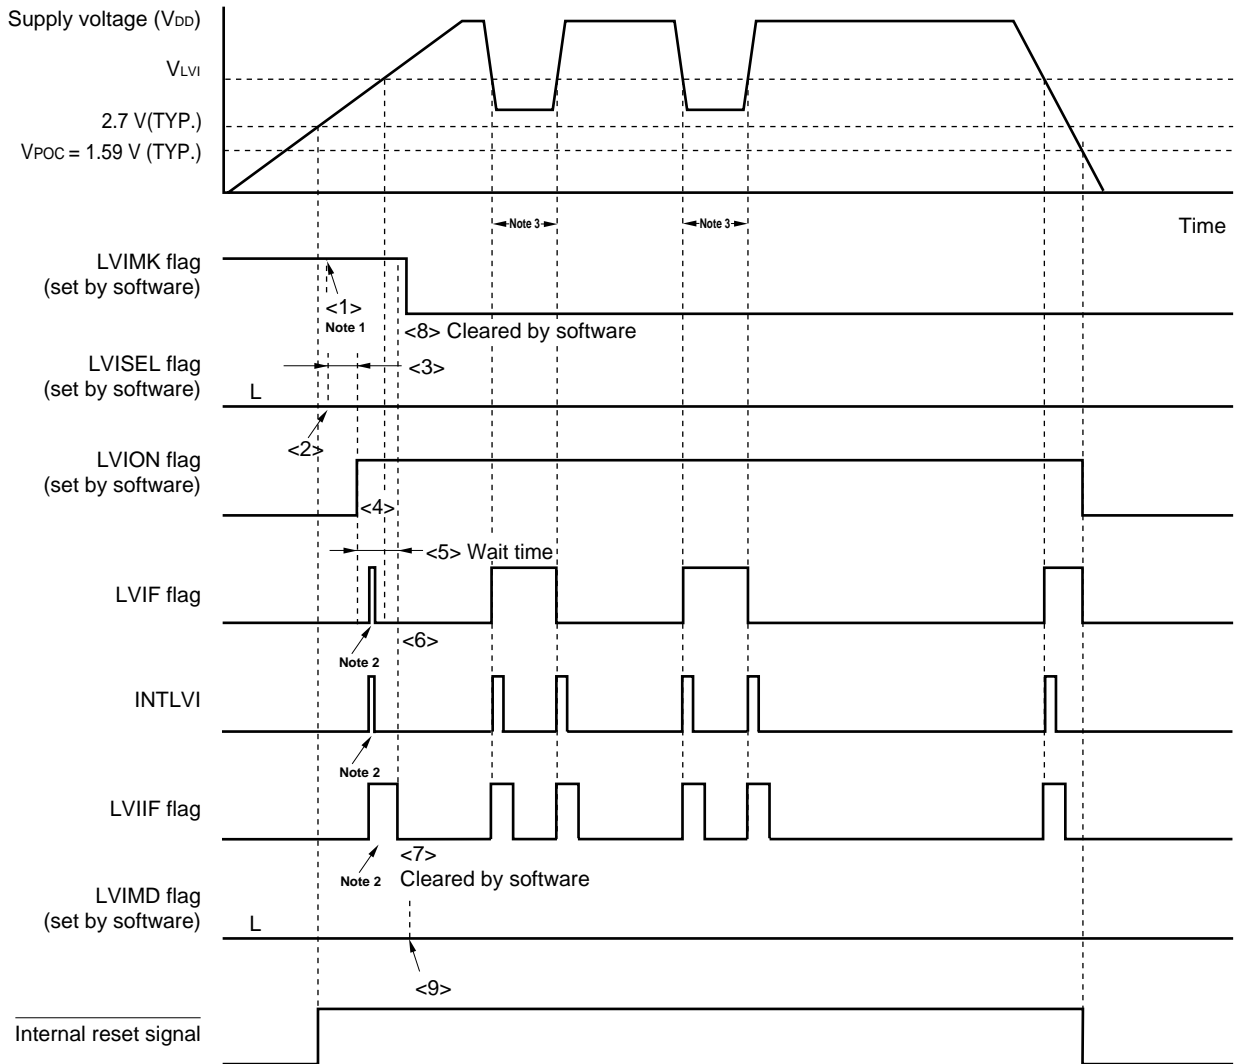 Supply voltage (VDD)
VLVI
2.7 V(TYP.)
VPOC = 1.59 V (TYP.)
Note 3
Note 3
Time
LVIMK flag
(set by software)
<1>
Note 1
<8> Cleared by software
LVISEL flag
(set by software)
L
<3>
<2>
LVION flag
(set by software)
<4>
<5> Wait time
LVIF flag
<6>
Note 2
INTLVI
Note 2
LVIIF flag
<7>
Note 2
Cleared by software
LVIMD flag
(set by software)
L
<9>
Internal reset signal